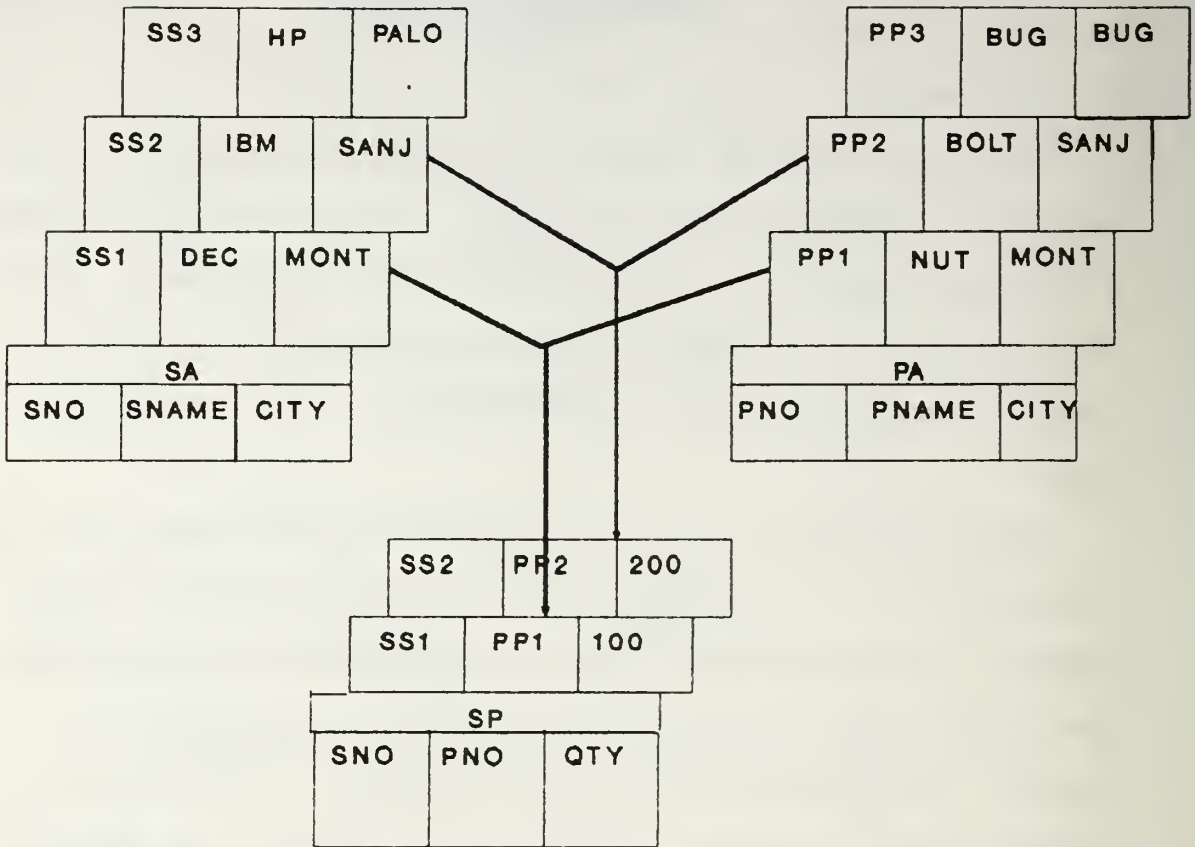 SS3 HP PALO
SS2 IBM SANJ
SS1 DEC MONT
SA
SNO SNAME CITY
PP3 BUG BUG
PP2 BOLT SANJ
PP1 NUT MONT
PA
PNO PNAME CITY
SS2 PP2 200
SS1 PP1 100
SP
SNO PNO QTY